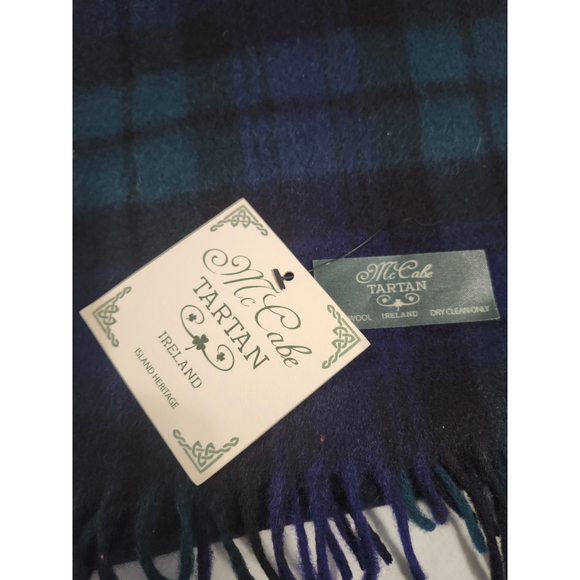 McCabe
TARTAN
IRELAND
ISLAND HERITAGE
McCabe
TARTAN
WOOL IRELAND DRY CLEAN ONLY